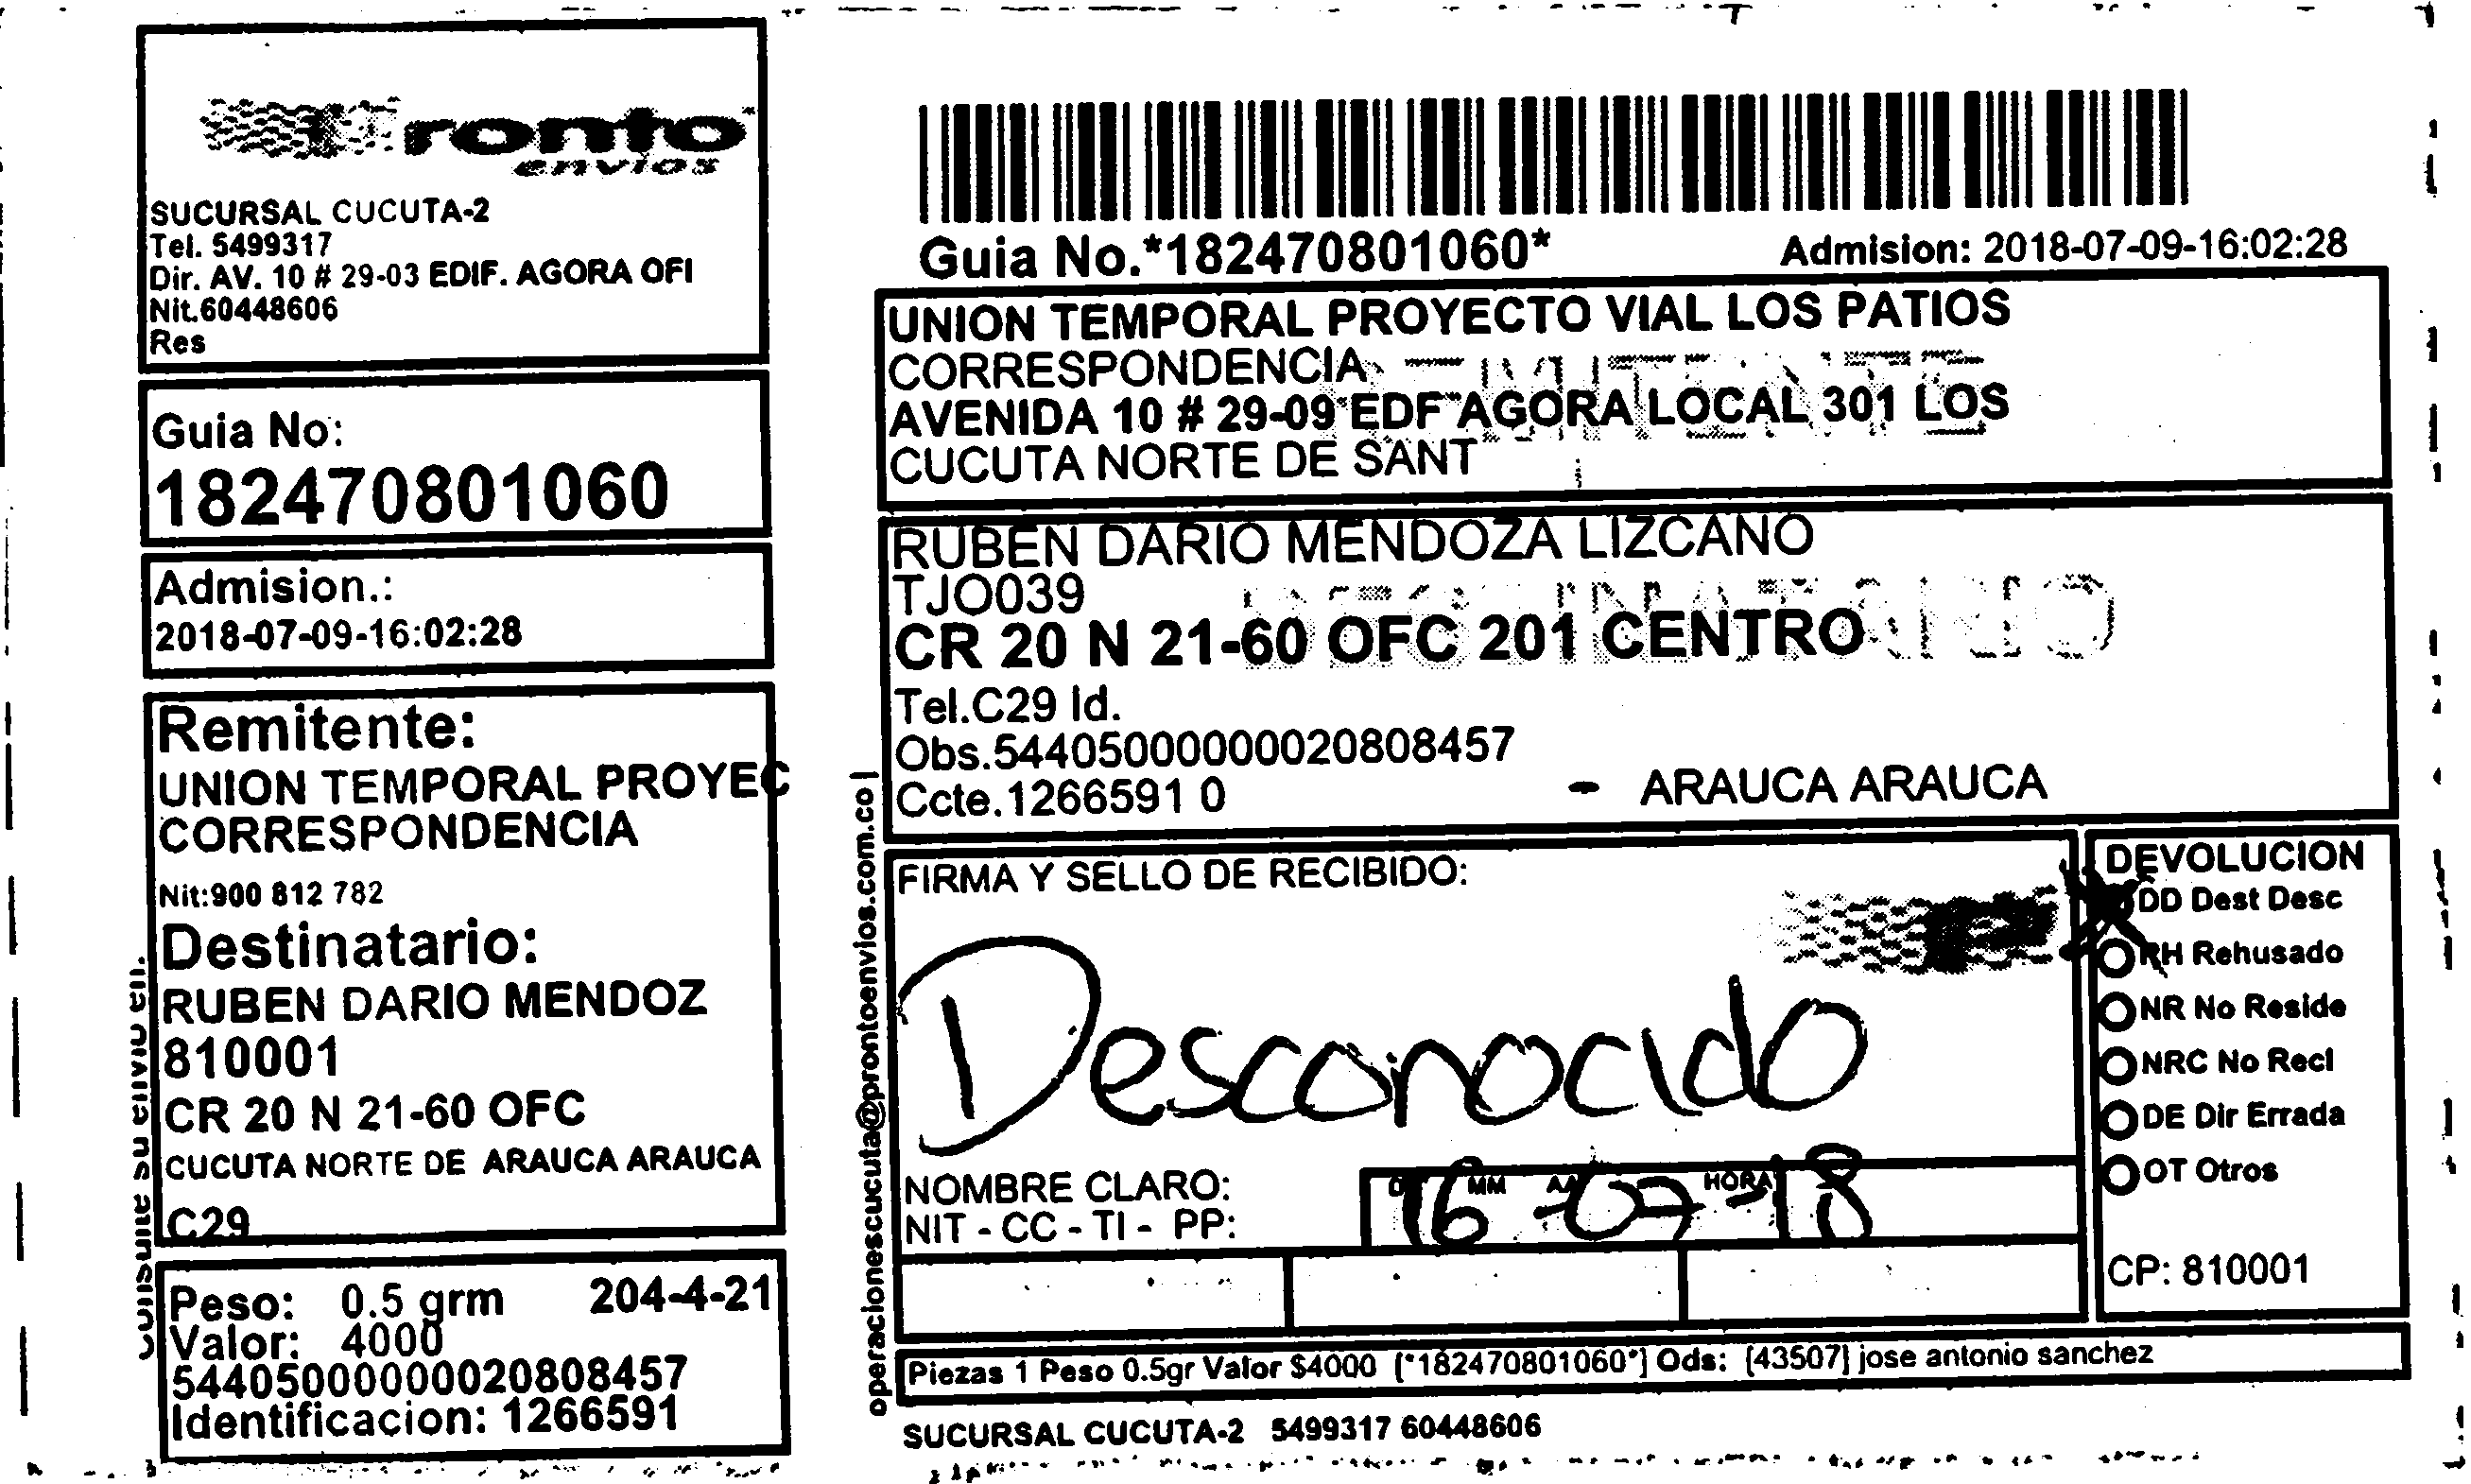 Pronto
envios
SUCURSAL CUCUTA-2
Tel. 5499317
Dir. AV. 10 # 29-03 EDIF. AGORA OFI
Nit.60448606
Res
Guia No:
182470801060
Admision.:
2018-07-09-16:02:28
Remitente:
UNION TEMPORAL PROYEC
CORRESPONDENCIA
Nit:900 812 782
Destinatario:
RUBEN DARIO MENDOZ
810001
CR 20 N 21-60 OFC
CUCUTA NORTE DE ARAUCA ARAUCA
C29
Peso: 0.5 grm 204-4-21
Valor: 4000
544050000000020808457
Identificacion: 1266591
su envio en.
Guia No.*182470801060*
Admision: 2018-07-09-16:02:28
UNION TEMPORAL PROYECTO VIAL LOS PATIOS
CORRESPONDENCIA
AVENIDA 10 # 29-09 EDF AGORA LOCAL 301 LOS
CUCUTA NORTE DE SANT
REMITENTE
RUBEN DARIO MENDOZA LIZCANO
TJO039
DESTINATARIO
CR 20 N 21-60 OFC 201 CENTRO
Tel.C29 Id.
Obs.544050000000020808457
Ccte.1266591 0 - ARAUCA ARAUCA
operacionescucuta@prontoenvios.com.co |
FIRMA Y SELLO DE RECIBIDO:
Desconocido
NOMBRE CLARO:
NIT - CC - TI - PP:
MM HORA
16-07-18
DEVOLUCION
DD Dest Desc
RH Rehusado
NR No Reside
NRC No Recl
DE Dir Errada
OT Otros
CP: 810001
Piezas 1 Peso 0.5gr Valor $4000 [*182470801060*] Ods: [43507] jose antonio sanchez
SUCURSAL CUCUTA-2 5499317 60448606